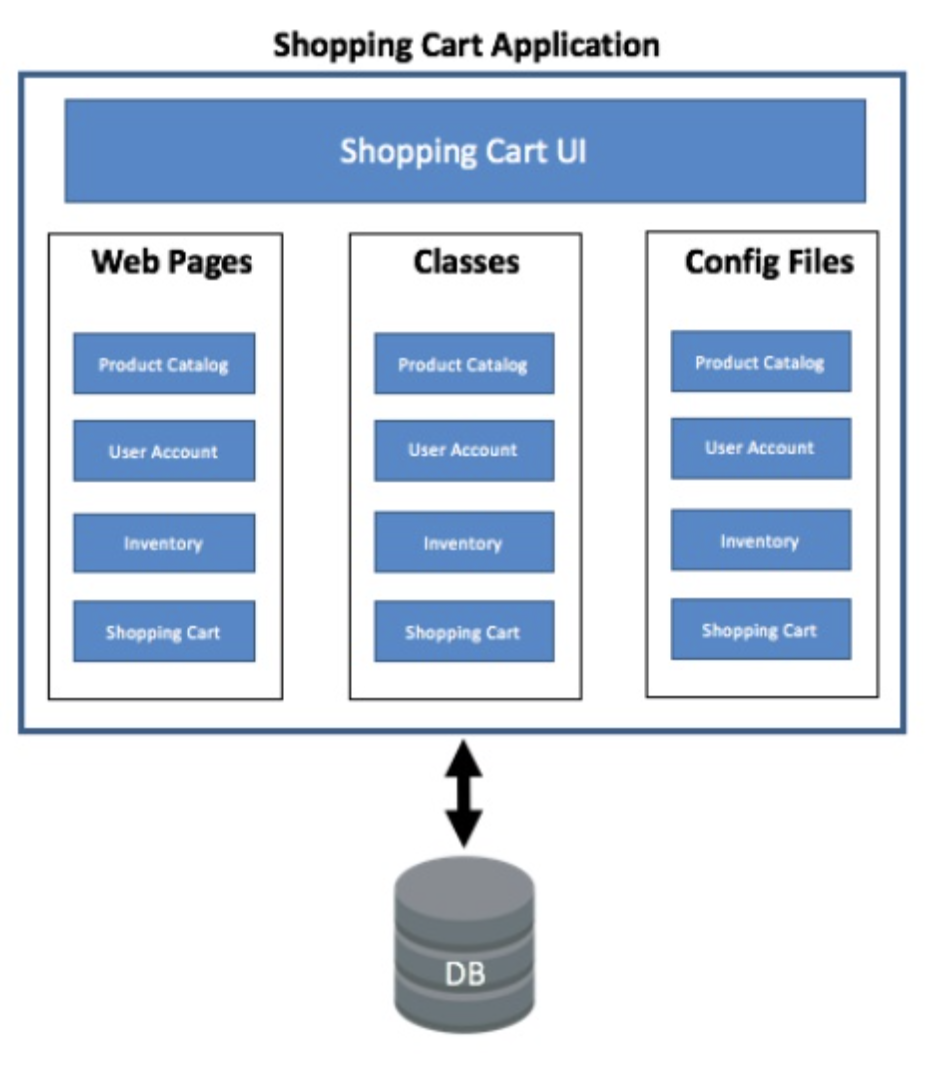 Shopping Cart Application
Shopping Cart UI
Web Pages
Product Catalog
User Account
Inventory
Shopping Cart
Classes
Product Catalog
User Account
Inventory
Shopping Cart
Config Files
Product Catalog
User Account
Inventory
Shopping Cart
DB